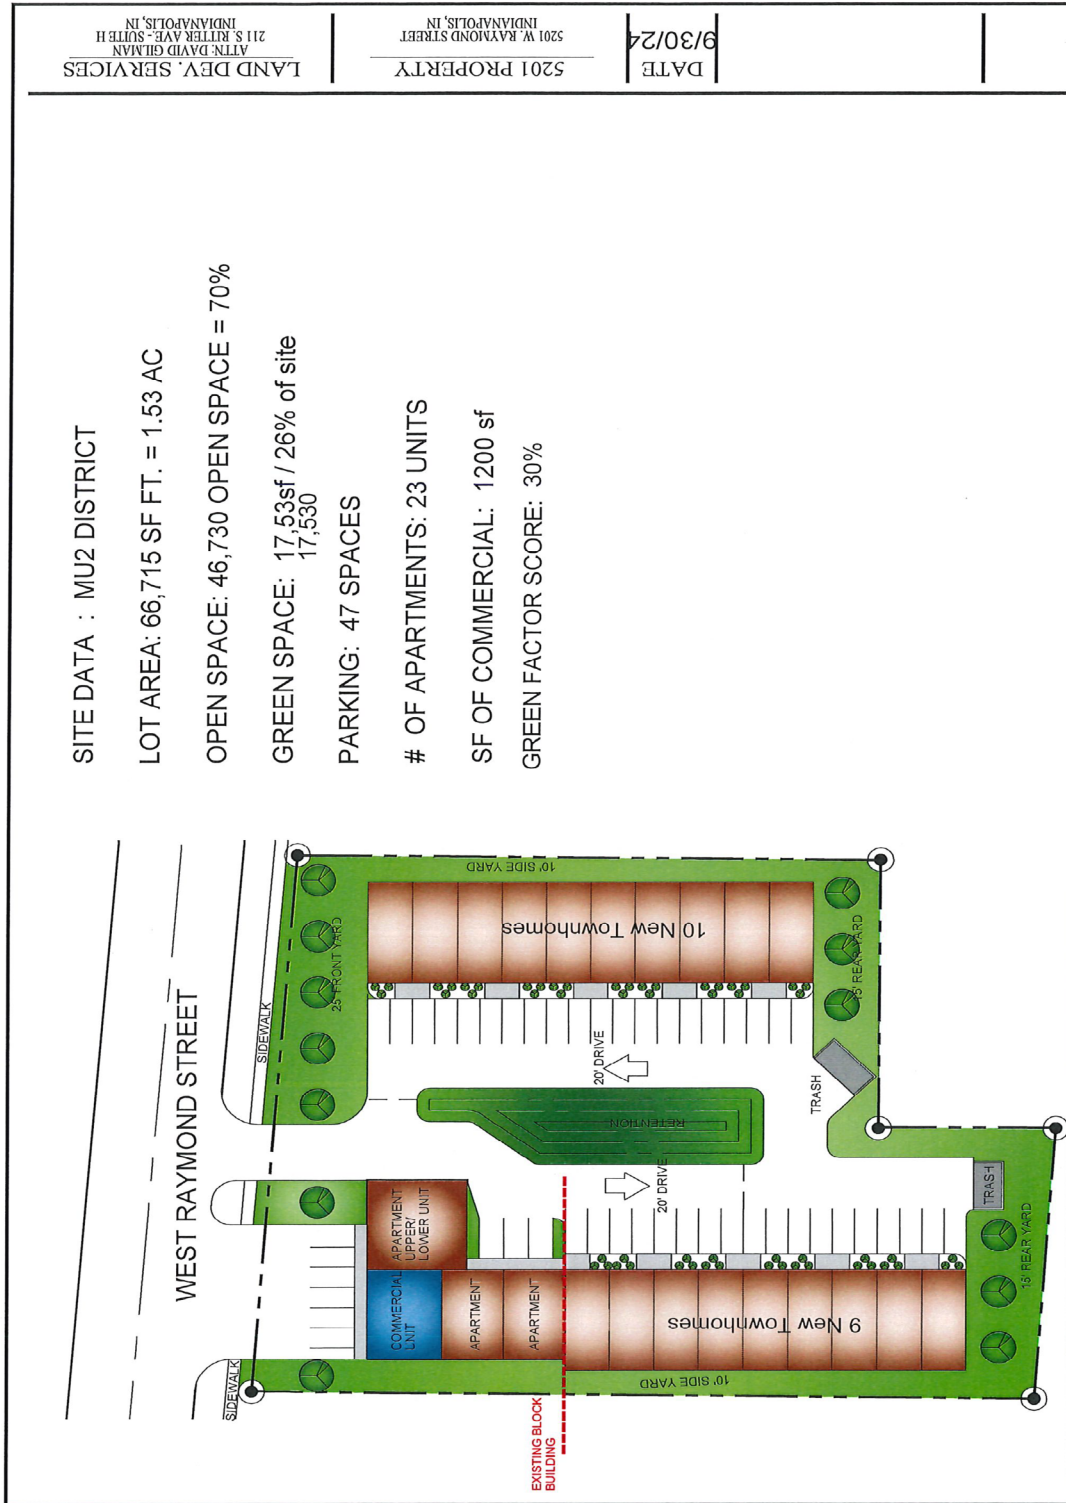 LAND DEV. SERVICES
ATTN: DAVID GILMAN
211 S. RITTER AVE.- SUITE H
INDIANAPOLIS, IN
5201 PROPERTY
5201 W. RAYMOND STREET
INDIANAPOLIS, IN
DATE
9/30/24
SITE DATA : MU2 DISTRICT
LOT AREA: 66,715 SF FT. = 1.53 AC
OPEN SPACE: 46,730 OPEN SPACE = 70%
GREEN SPACE: 17,53sf / 26% of site
17,530
PARKING: 47 SPACES
# OF APARTMENTS: 23 UNITS
SF OF COMMERCIAL: 1200 sf
GREEN FACTOR SCORE: 30%
WEST RAYMOND STREET
SIDEWALK
SIDEWALK
25' FRONT YARD
10' SIDE YARD
10 New Townhomes
15' REAR YARD
20' DRIVE
TRASH
RETENTION
20' DRIVE
TRASH
COMMERCIAL
UNIT
APARTMENT
UPPER/
LOWER UNIT
APARTMENT
APARTMENT
9 New Townhomes
10' SIDE YARD
15' REAR YARD
EXISTING BLOCK
BUILDING